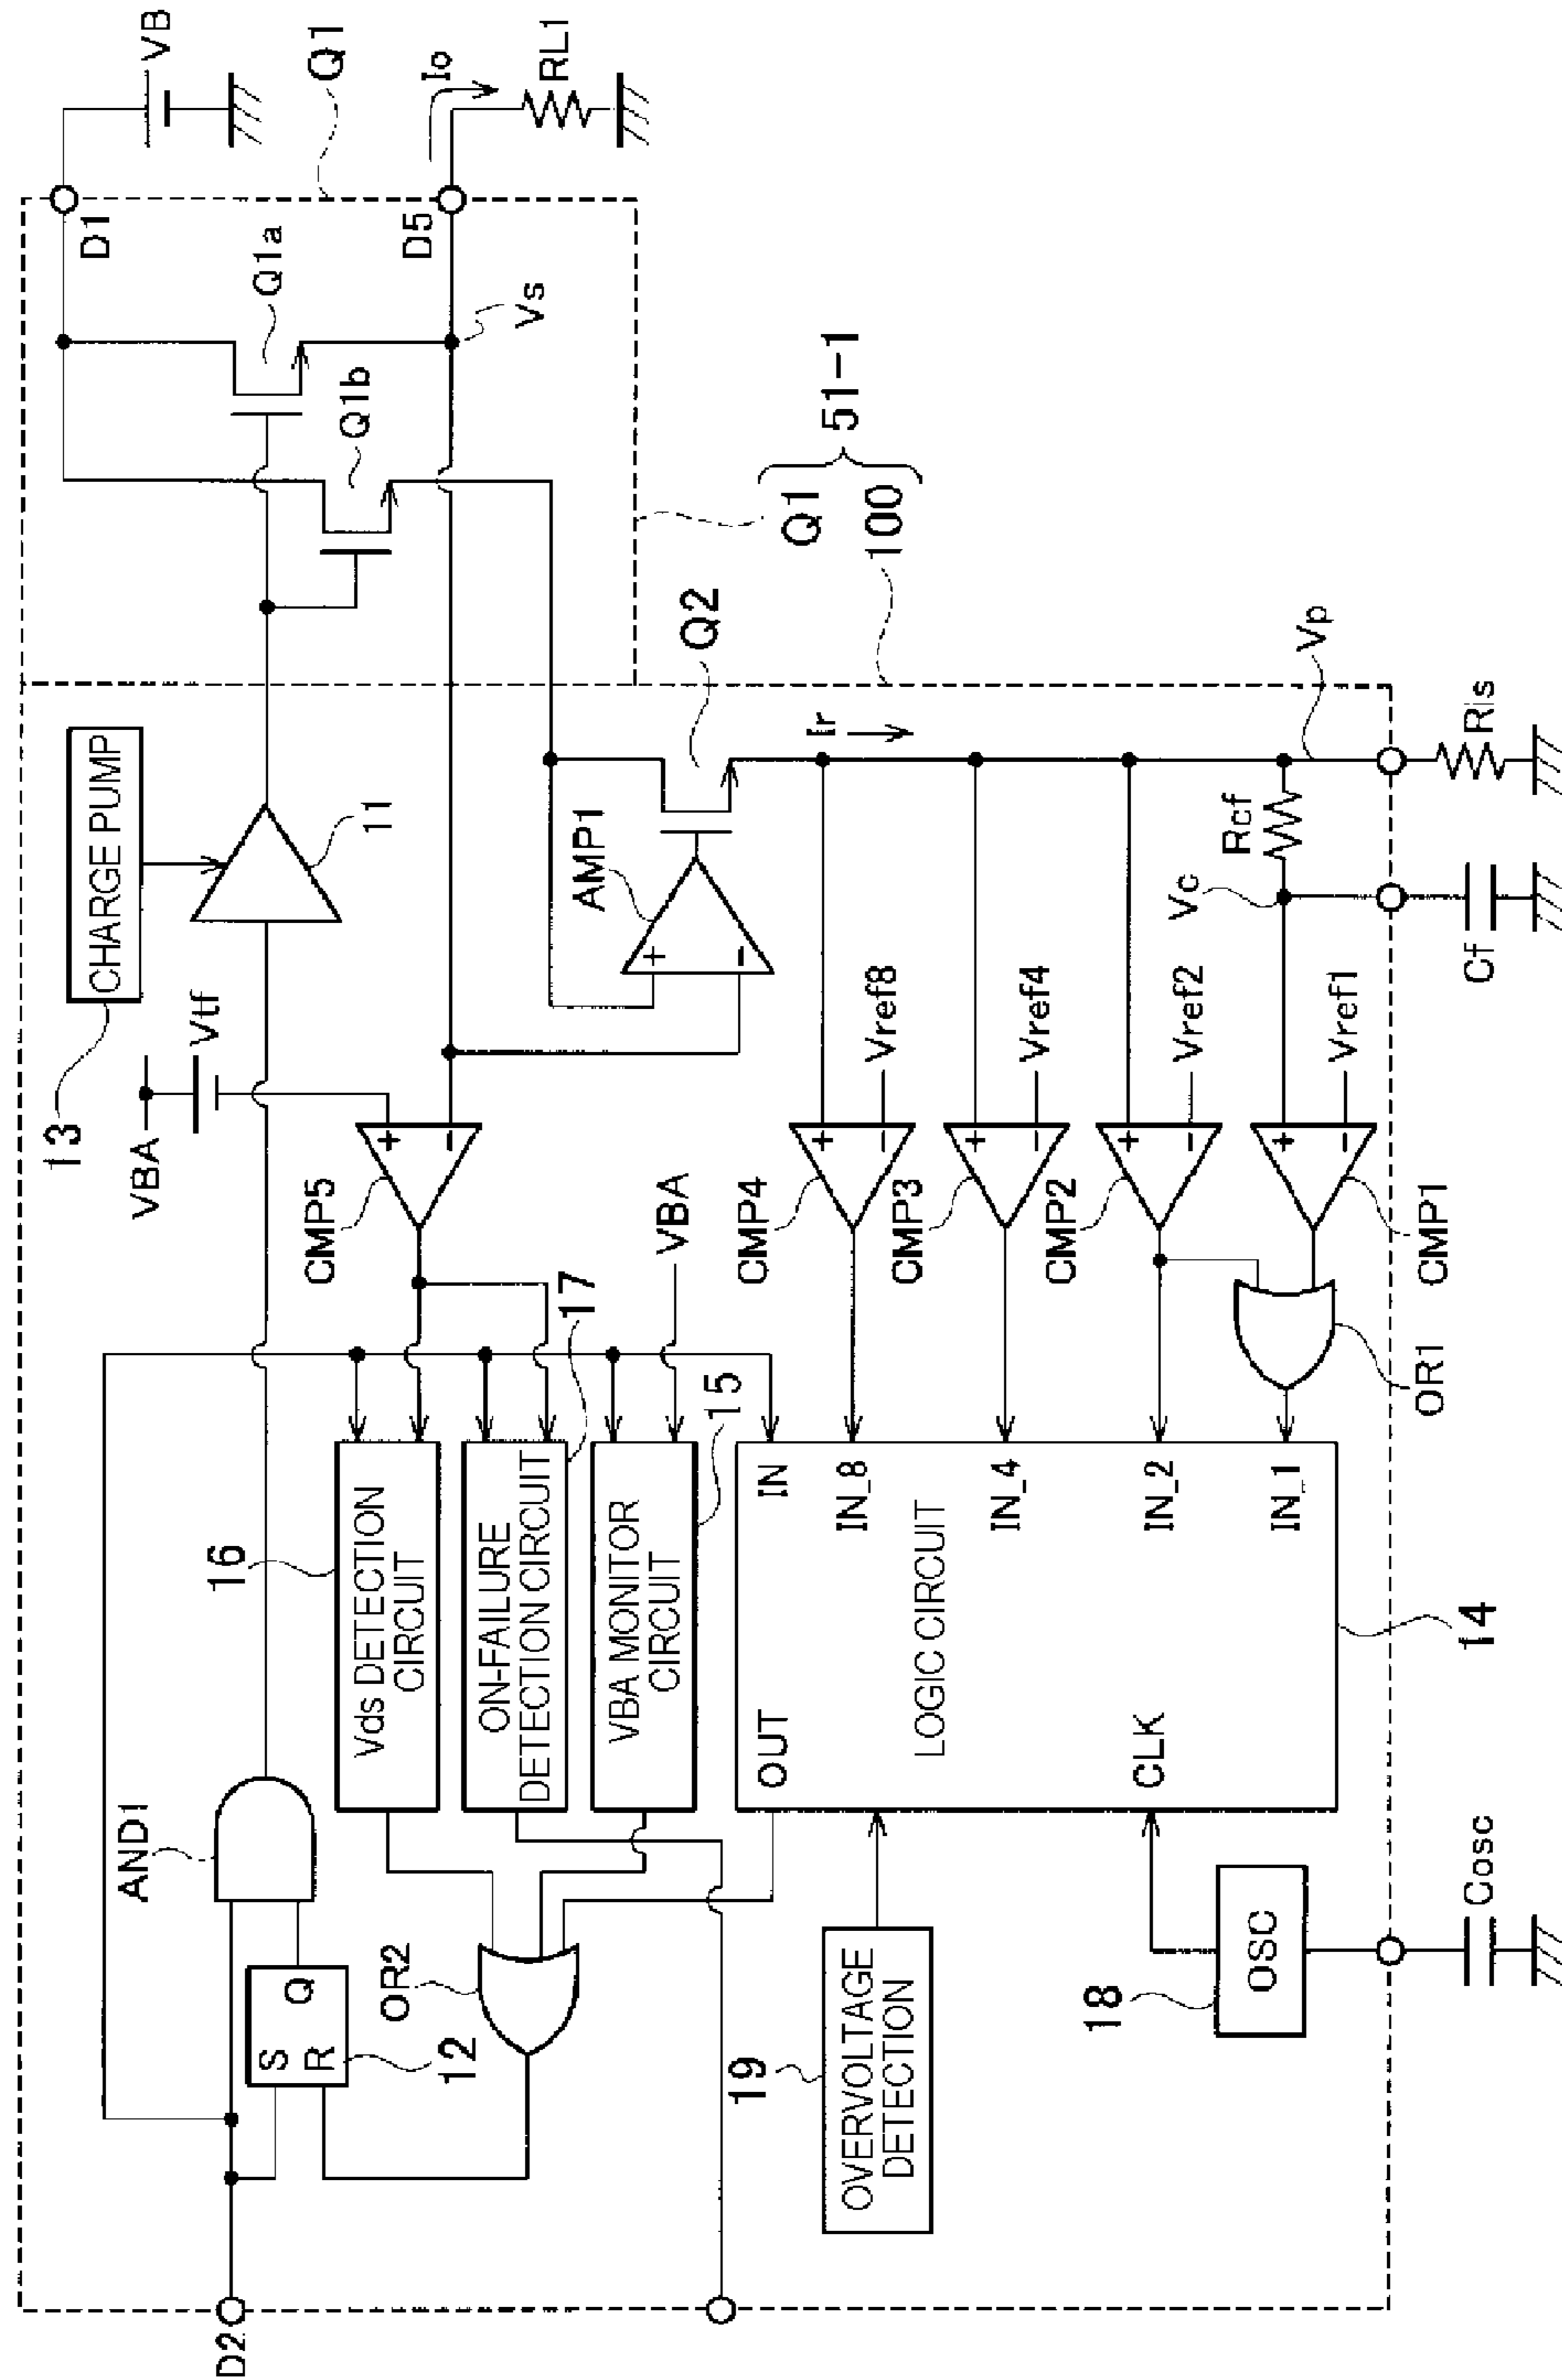 VB
Q1
Io
RL1
D1
D5
Q1a
Q1b
Vs
Q1
100
51-1
CHARGE PUMP
13
11
Vtf
VBA
AMP1
Q2
Ir
Vp
Ris
Rcf
Vc
Cf
+
-
CMP5
+
-
VBA
Vref8
Vref4
Vref2
Vref1
+
-
+
-
+
-
+
-
CMP4
CMP3
CMP2
CMP1
OR1
AND1
16
Vds DETECTION
CIRCUIT
17
ON-FAILURE
DETECTION CIRCUIT
15
VBA MONITOR
CIRCUIT
IN
IN_8
IN_4
IN_2
IN_1
OUT
LOGIC CIRCUIT
CLK
14
S
R
Q
12
OR2
19
OVERVOLTAGE
DETECTION
18
OSC
Cosc
D2